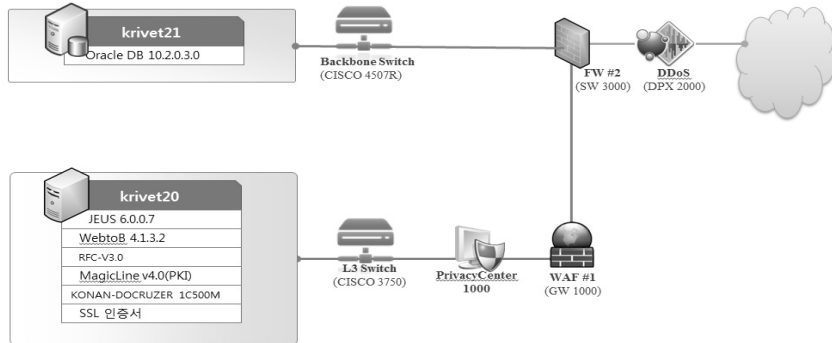 krivet21
Oracle DB 10.2.0.3.0
Backbone Switch
(CISCO 4507R)
FW #2
(SW 3000)
DDoS
(DPX 2000)
krivet20
JEUS 6.0.0.7
WebtoB 4.1.3.2
RFC-V3.0
MagicLine v4.0(PKI)
KONAN-DOCRUZER 1C500M
SSL 인증서
L3 Switch
(CISCO 3750)
PrivacyCenter
1000
WAF #1
(GW 1000)